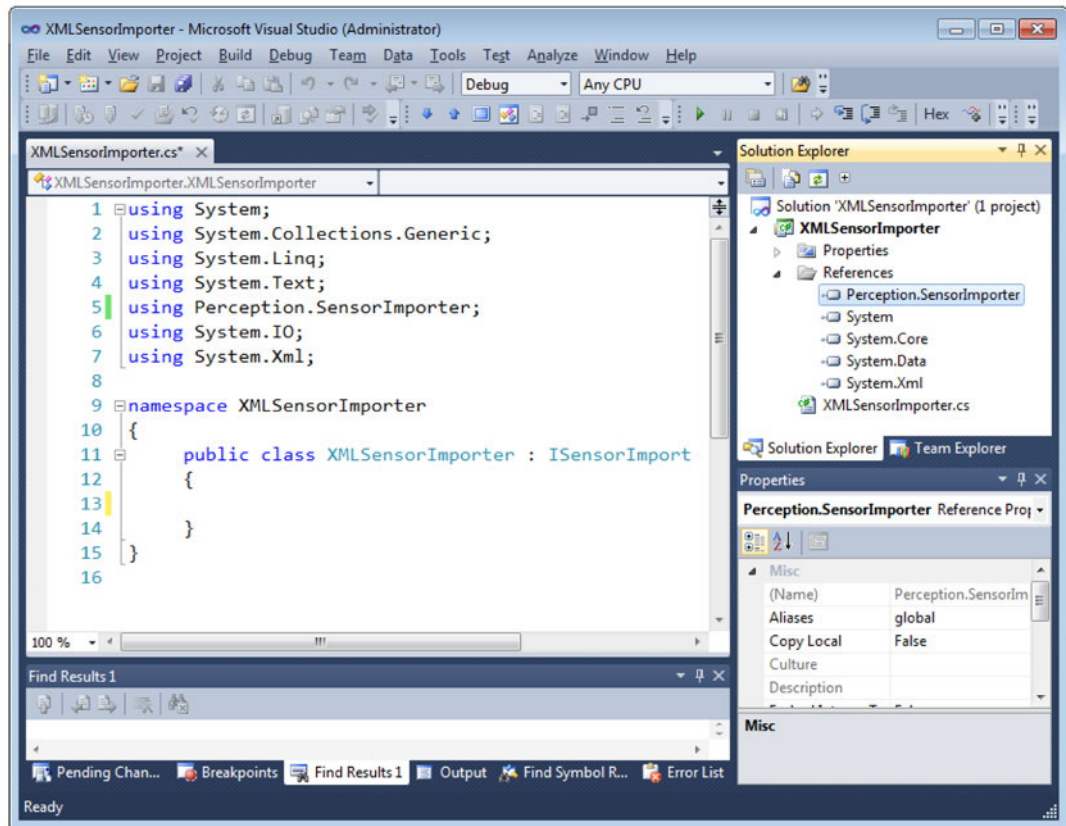 XMLSensorImporter - Microsoft Visual Studio (Administrator)
File Edit View Project Build Debug Team Data Tools Test Analyze Window Help
Debug Any CPU
Hex
XMLSensorImporter.cs*
XMLSensorImporter.XMLSensorImporter
1 using System;
2 using System.Collections.Generic;
3 using System.Linq;
4 using System.Text;
5 using Perception.SensorImporter;
6 using System.IO;
7 using System.Xml;
8
9 namespace XMLSensorImporter
10 {
11 public class XMLSensorImporter : ISensorImport
12 {
13
14 }
15 }
16
100 %
Find Results 1
Pending Chan... Breakpoints Find Results 1 Output Find Symbol R... Error List
Solution Explorer
Solution 'XMLSensorImporter' (1 project)
XMLSensorImporter
Properties
References
Perception.SensorImporter
System
System.Core
System.Data
System.Xml
XMLSensorImporter.cs
Solution Explorer Team Explorer
Properties
Perception.SensorImporter Reference Prop
Misc
(Name) Perception.SensorIm
Aliases global
Copy Local False
Culture
Description
Misc
Ready